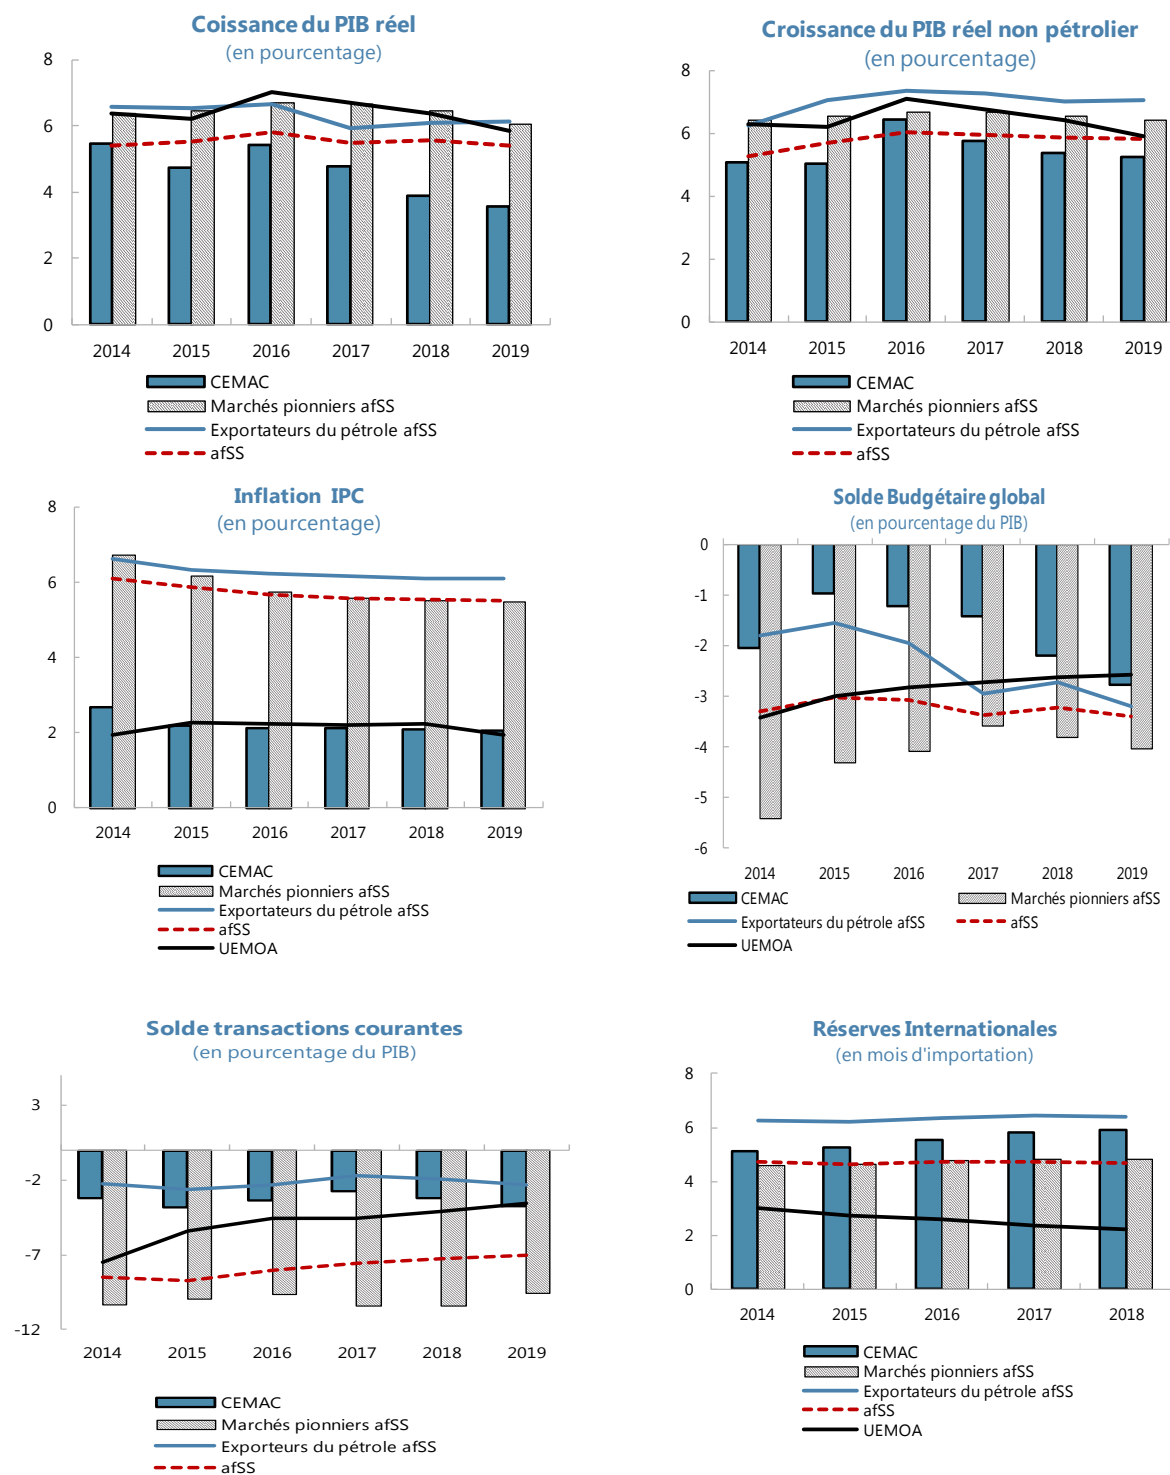 Coissance du PIB réel
(en pourcentage)
8
6
4
2
0
2014 2015 2016 2017 2018 2019
CEMAC
Marchés pionniers afSS
Exportateurs du pétrole afSS
afSS
Croissance du PIB réel non pétrolier
(en pourcentage)
8
6
4
2
0
2014 2015 2016 2017 2018 2019
CEMAC
Marchés pionniers afSS
Exportateurs du pétrole afSS
afSS
Inflation IPC
(en pourcentage)
8
6
4
2
0
2014 2015 2016 2017 2018 2019
CEMAC
Marchés pionniers afSS
Exportateurs du pétrole afSS
afSS
UEMOA
Solde Budgétaire global
(en pourcentage du PIB)
0
-1
-2
-3
-4
-5
-6
2014 2015 2016 2017 2018 2019
CEMAC Marchés pionniers afSS
Exportateurs du pétrole afSS afSS
UEMOA
Solde transactions courantes
(en pourcentage du PIB)
3
-2
-7
-12
2014 2015 2016 2017 2018 2019
CEMAC
Marchés pionniers afSS
Exporteurs du pétrole afSS
afSS
Réserves Internationales
(en mois d'importation)
8
6
4
2
0
2014 2015 2016 2017 2018
CEMAC
Marchés pionniers afSS
Exportateurs du pétrole afSS
afSS
UEMOA